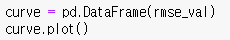 curve = pd.DataFrame(rmse_val)
curve.plot()